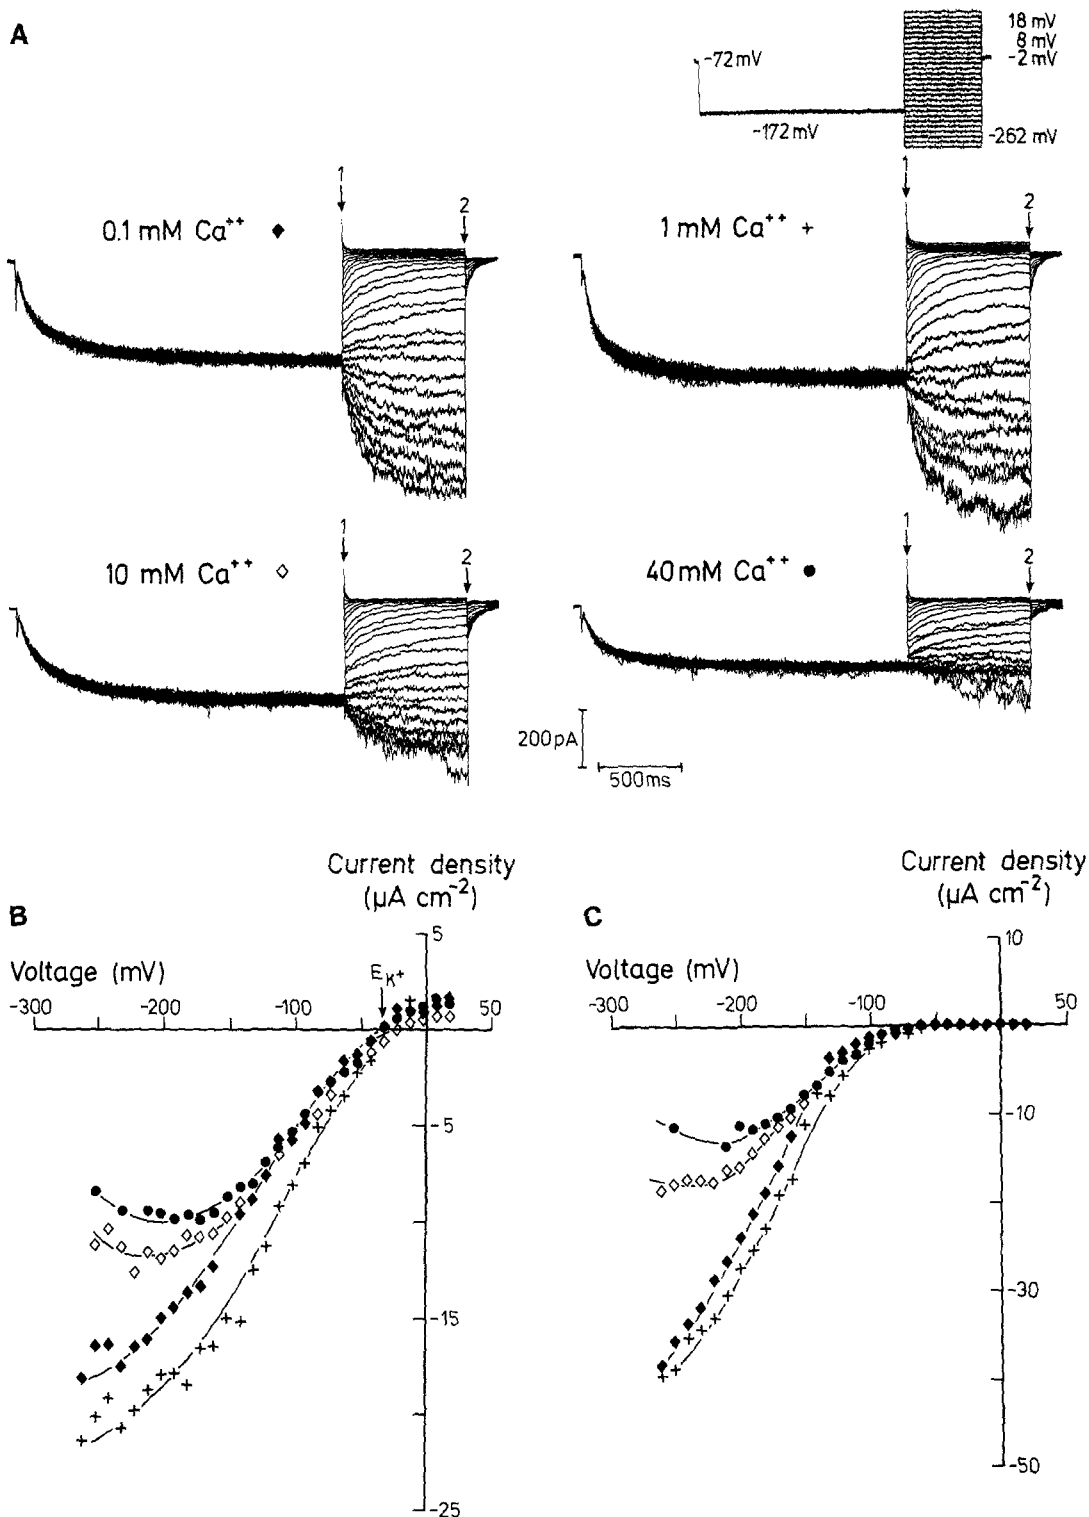 A
18 mV
8 mV
-2 mV
-72 mV
-172 mV
-262 mV
1
2
0.1 mM Ca++ ◆
1
2
1 mM Ca++ +
1
2
10 mM Ca++ ◇
1
2
40 mM Ca++ ●
200 pA
500 ms
B
Current density
(µA cm-2)
Voltage (mV)
EK+
-300
-200
-100
50
5
-5
-15
-25
C
Current density
(µA cm-2)
Voltage (mV)
-300
-200
-100
50
10
-10
-30
-50